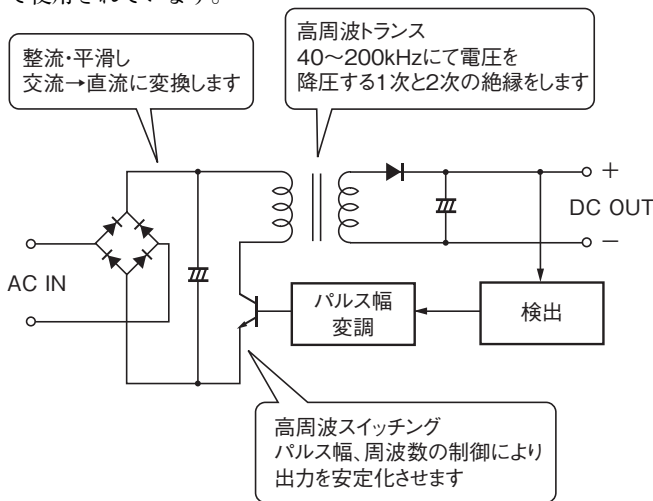 て使用されています。
整流・平滑し
交流→直流に変換します
高周波トランス
40〜200kHzにて電圧を
降圧する1次と2次の絶縁をします
+
DC OUT
−
AC IN
パルス幅
変調
検出
高周波スイッチング
パルス幅、周波数の制御により
出力を安定化させます